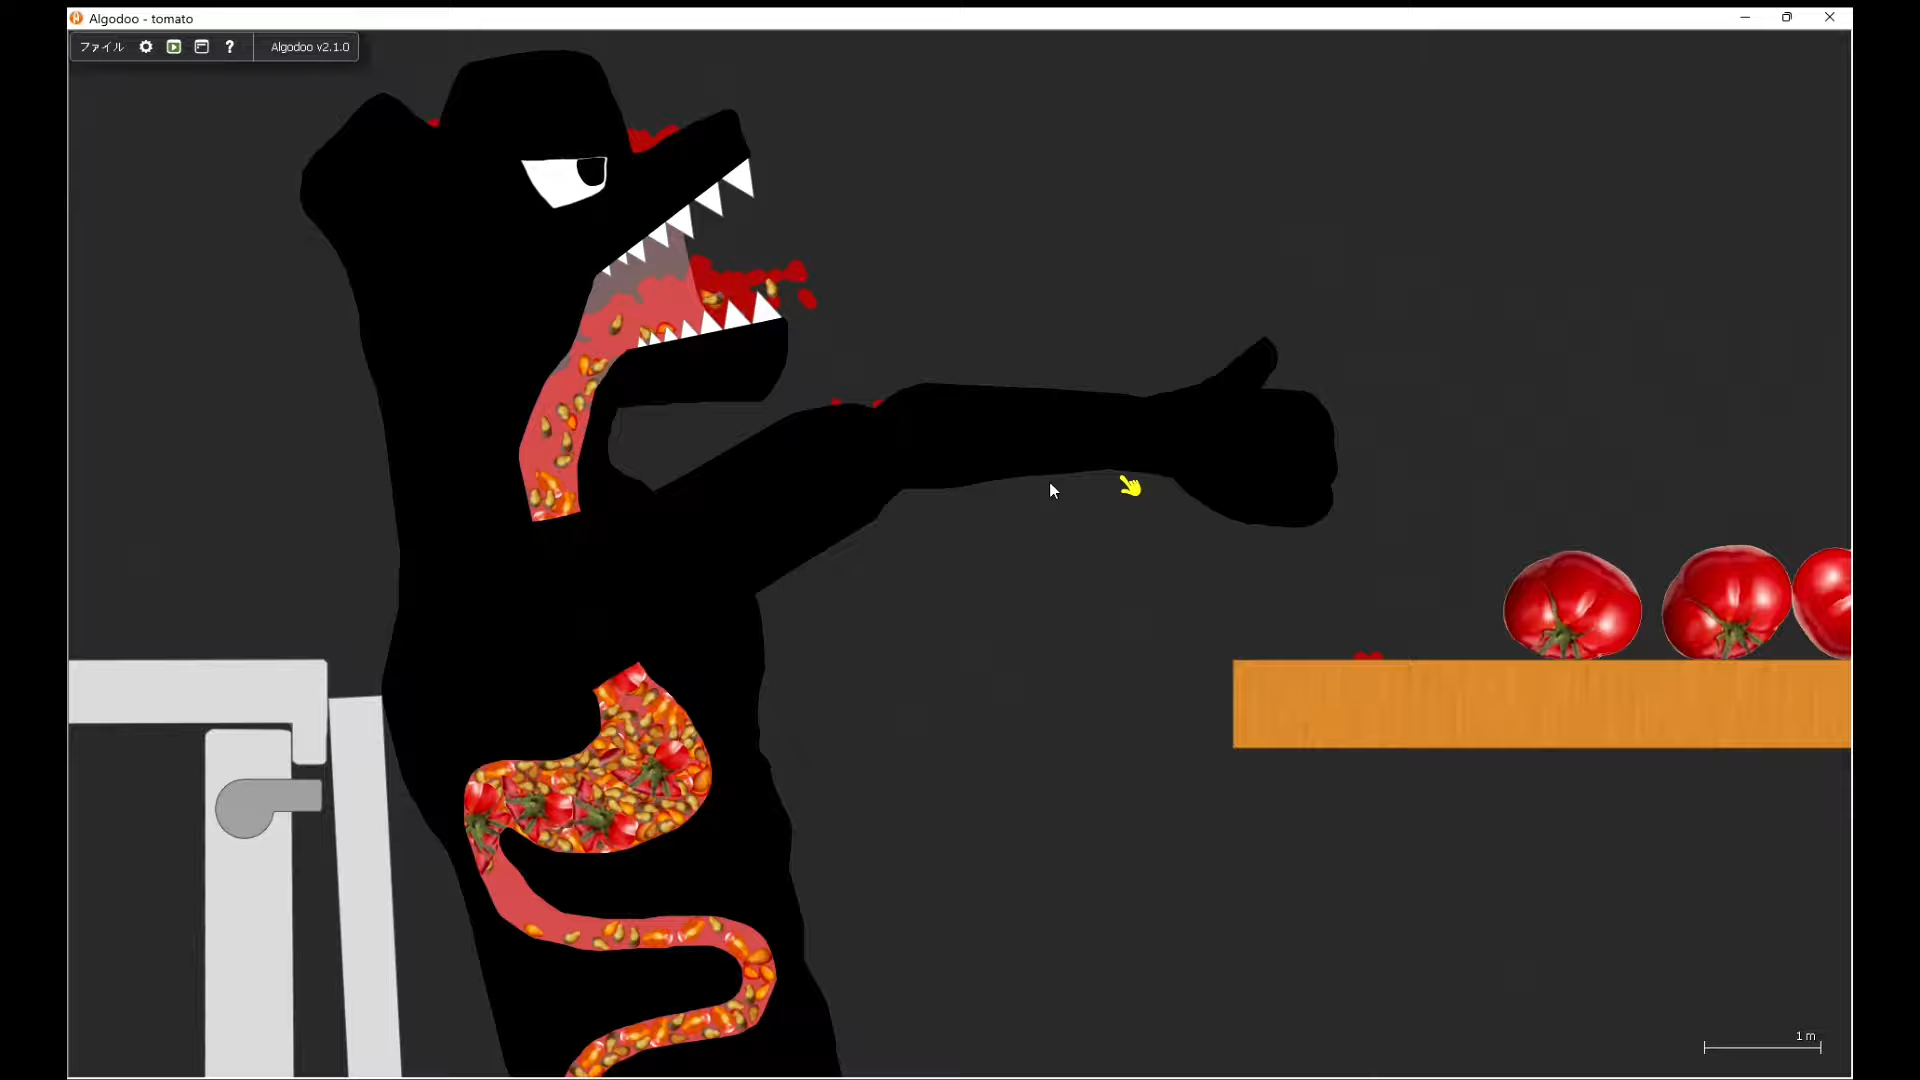 Algodoo - tomato
ファイル ? Algodoo v2.1.0
1 m